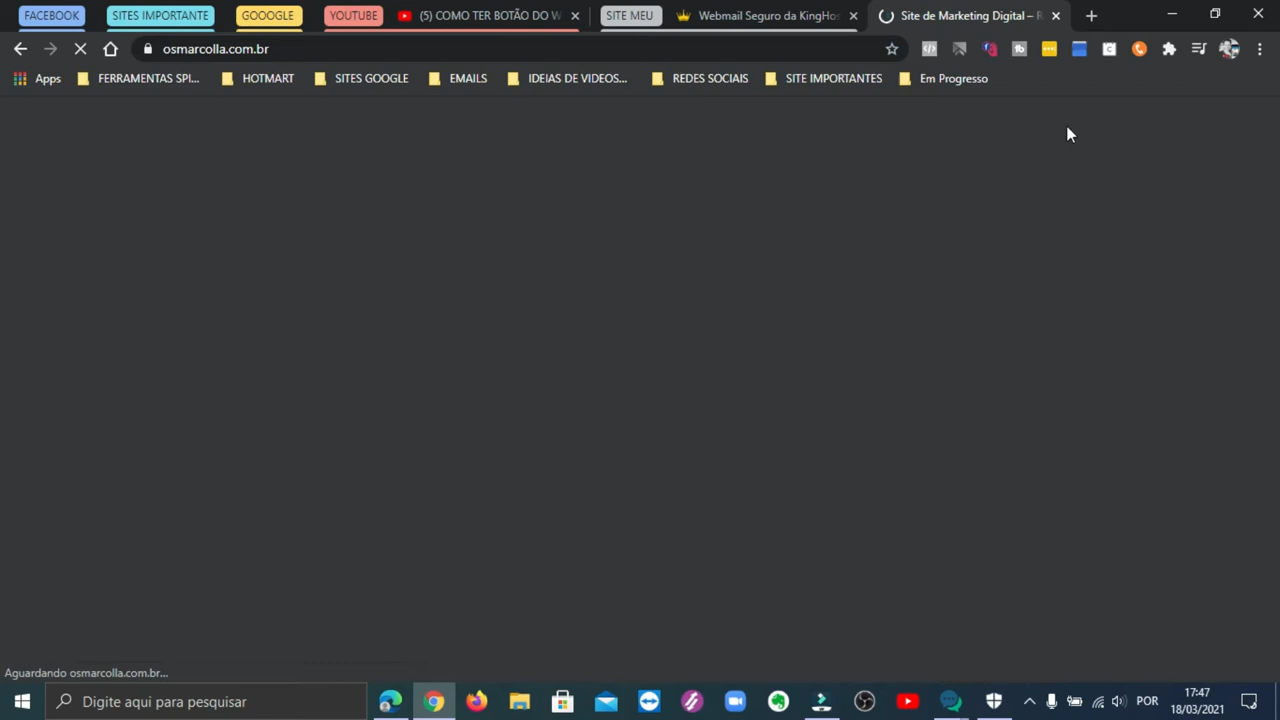 FACEBOOK SITES IMPORTANTE GOOOGLE YOUTUBE (5) COMO TER BOTÃO DO W SITE MEU Webmail Seguro da KingHos Site de Marketing Digital – R
osmarcolla.com.br
Apps FERRAMENTAS SPI... HOTMART SITES GOOGLE EMAILS IDEIAS DE VIDEOS... REDES SOCIAIS SITE IMPORTANTES Em Progresso
Aguardando osmarcolla.com.br...
Digite aqui para pesquisar
POR
17:47
18/03/2021